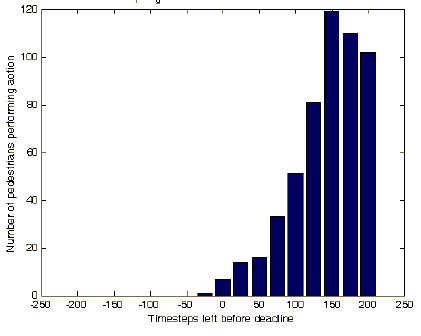 120
100
80
60
40
20
0
Number of pedestrians performing action
-250 -200 -150 -100 -50 0 50 100 150 200 250
Timesteps left before deadline